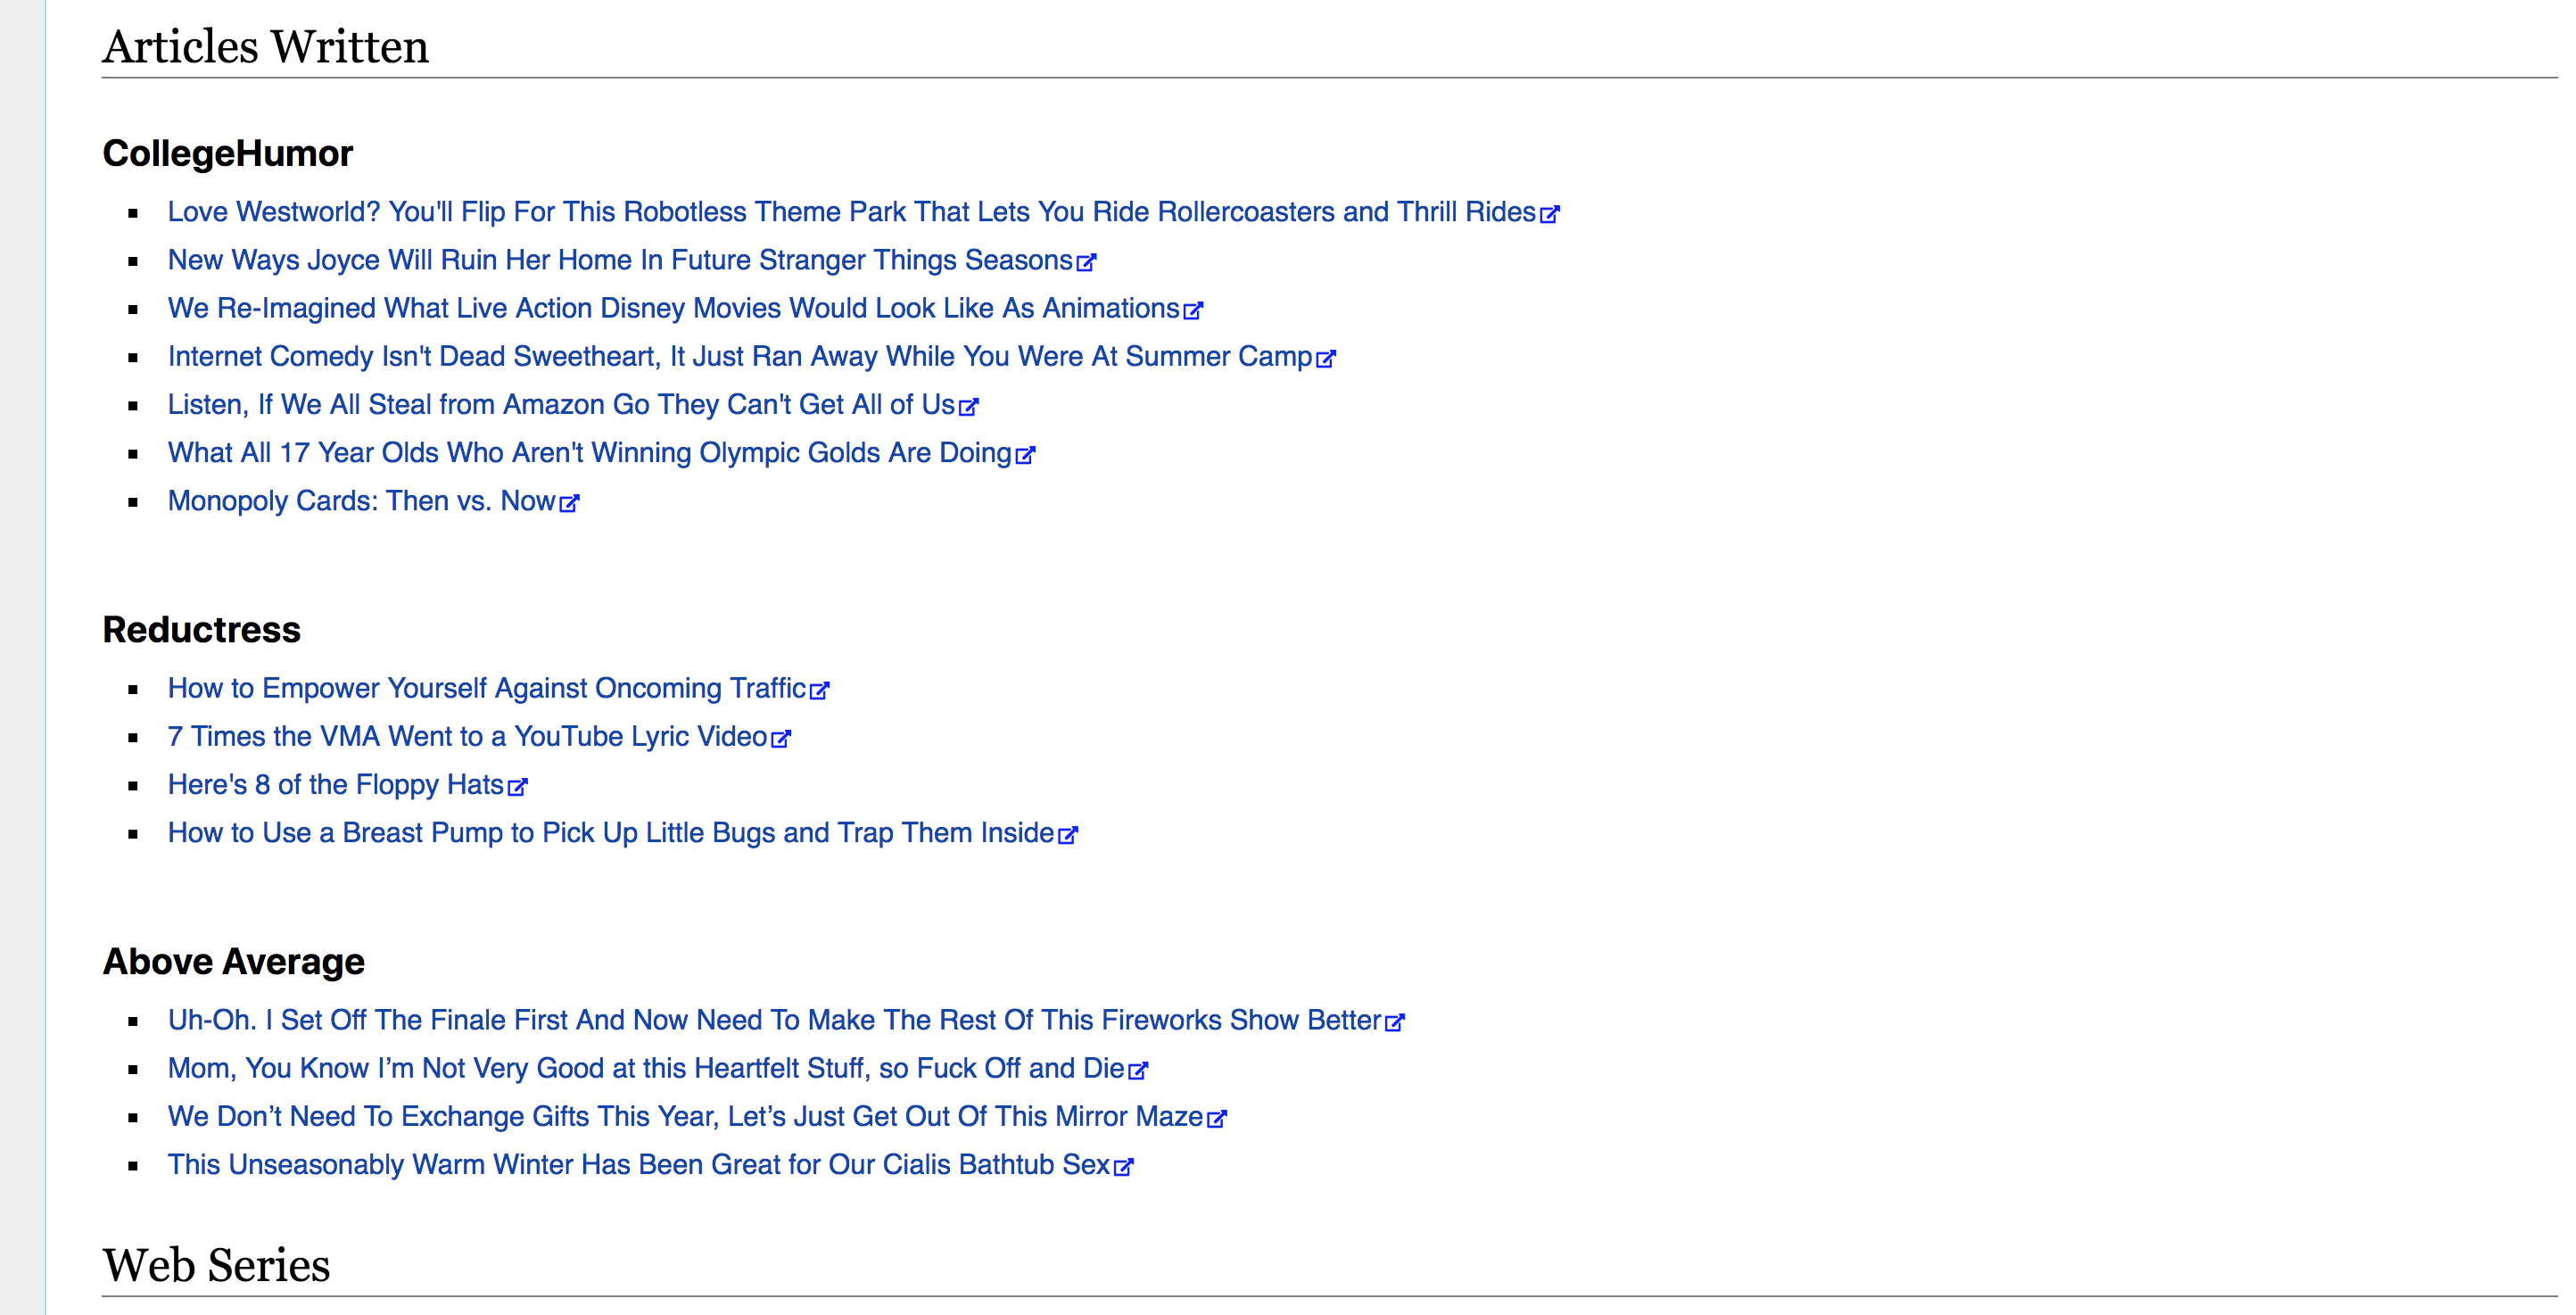 Articles Written
CollegeHumor
Love Westworld? You'll Flip For This Robotless Theme Park That Lets You Ride Rollercoasters and Thrill Rides
New Ways Joyce Will Ruin Her Home In Future Stranger Things Seasons
We Re-Imagined What Live Action Disney Movies Would Look Like As Animations
Internet Comedy Isn't Dead Sweetheart, It Just Ran Away While You Were At Summer Camp
Listen, If We All Steal from Amazon Go They Can't Get All of Us
What All 17 Year Olds Who Aren't Winning Olympic Golds Are Doing
Monopoly Cards: Then vs. Now
Reductress
How to Empower Yourself Against Oncoming Traffic
7 Times the VMA Went to a YouTube Lyric Video
Here's 8 of the Floppy Hats
How to Use a Breast Pump to Pick Up Little Bugs and Trap Them Inside
Above Average
Uh-Oh. I Set Off The Finale First And Now Need To Make The Rest Of This Fireworks Show Better
Mom, You Know I’m Not Very Good at this Heartfelt Stuff, so Fuck Off and Die
We Don’t Need To Exchange Gifts This Year, Let’s Just Get Out Of This Mirror Maze
This Unseasonably Warm Winter Has Been Great for Our Cialis Bathtub Sex
Web Series